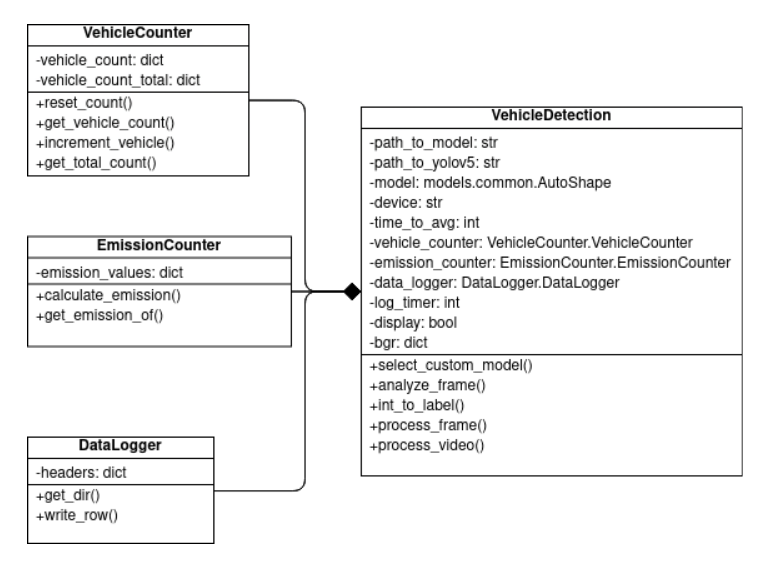 VehicleCounter
-vehicle_count: dict
-vehicle_count_total: dict
+reset_count()
+get_vehicle_count()
+increment_vehicle()
+get_total_count()
EmissionCounter
-emission_values: dict
+calculate_emission()
+get_emission_of()
DataLogger
-headers: dict
+get_dir()
+write_row()
VehicleDetection
-path_to_model: str
-path_to_yolov5: str
-model: models.common.AutoShape
-device: str
-time_to_avg: int
-vehicle_counter: VehicleCounter.VehicleCounter
-emission_counter: EmissionCounter.EmissionCounter
-data_logger: DataLogger.DataLogger
-log_timer: int
-display: bool
-bgr: dict
+select_custom_model()
+analyze_frame()
+int_to_label()
+process_frame()
+process_video()